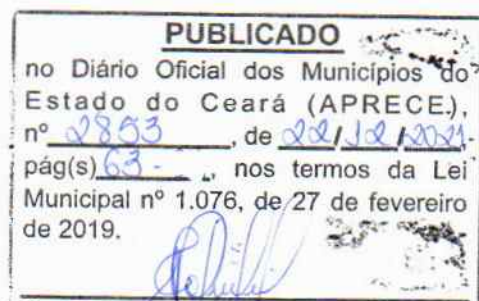 PUBLICADO
no Diário Oficial dos Municípios do
Estado do Ceará (APRECE),
nº 2853, de 22/12/2021.
pág(s) 63-, nos termos da Lei
Municipal nº 1.076, de 27 de fevereiro
de 2019.